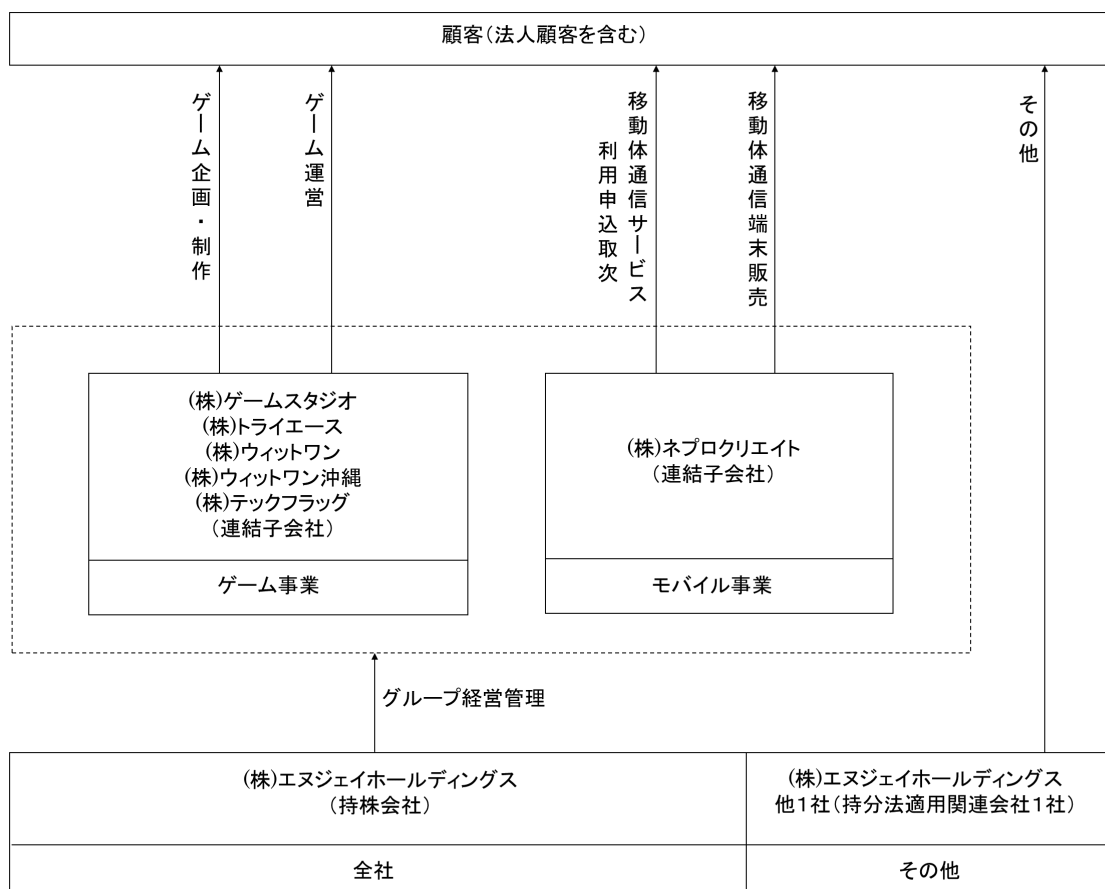 顧客(法人顧客を含む)
ゲーム企画・制作
ゲーム運営
移動体通信サービス
利用申込取次
移動体通信端末販売
その他
(株)ゲームスタジオ
(株)トライエース
(株)ウィットワン
(株)ウィットワン沖縄
(株)テックフラッグ
(連結子会社)
ゲーム事業
(株)ネプロクリエイト
(連結子会社)
モバイル事業
グループ経営管理
(株)エヌジェイホールディングス
(持株会社)
全社
(株)エヌジェイホールディングス
他1社(持分法適用関連会社1社)
その他